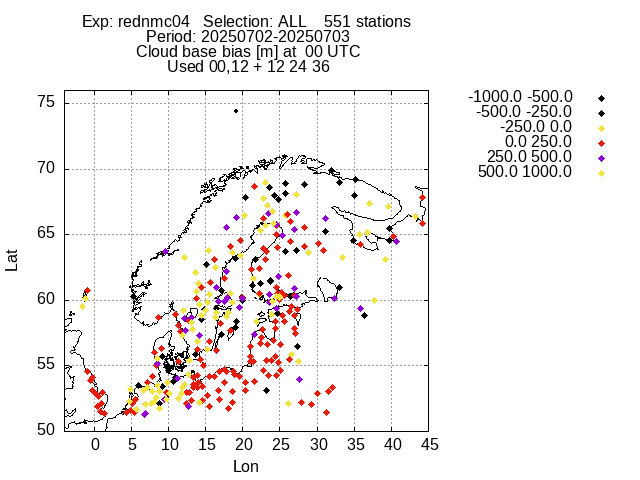 Exp: rednmc04 Selection: ALL 551 stations
Period: 20250702-20250703
Cloud base bias [m] at 00 UTC
Used 00,12 + 12 24 36
-1000.0 -500.0
-500.0 -250.0
-250.0 0.0
0.0 250.0
250.0 500.0
500.0 1000.0
75
70
65
60
55
50
Lat
0 5 10 15 20 25 30 35 40 45
Lon